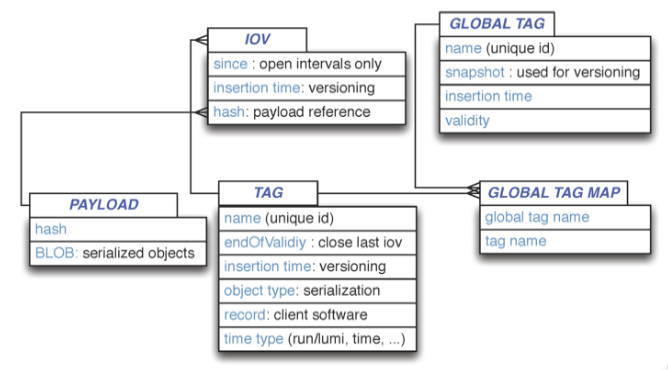 IOV
since : open intervals only
insertion time: versioning
hash: payload reference
GLOBAL TAG
name (unique id)
snapshot : used for versioning
insertion time
validity
PAYLOAD
hash
BLOB: serialized objects
TAG
name (unique id)
endOfValidiy : close last iov
insertion time: versioning
object type: serialization
record: client software
time type (run/lumi, time, ...)
GLOBAL TAG MAP
global tag name
tag name